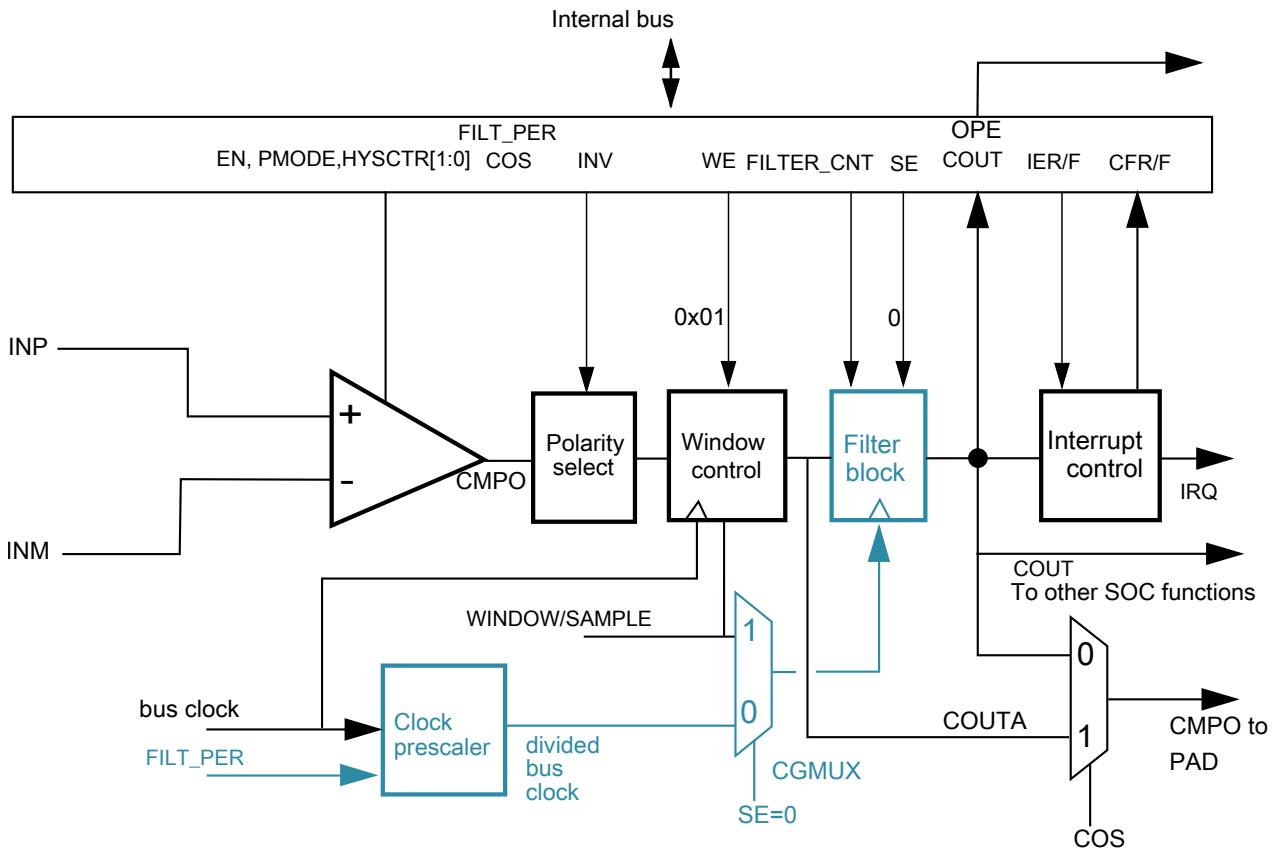 Internal bus
FILT_PER
OPE
EN, PMODE,HYSCTR[1:0] COS INV WE FILTER_CNT SE COUT IER/F CFR/F
0x01
0
INP
+
-
INM
CMPO
Polarity
select
Window
control
Filter
block
Interrupt
control
IRQ
COUT
To other SOC functions
WINDOW/SAMPLE
1
0
bus clock
FILT_PER
Clock
prescaler
divided
bus
clock
CGMUX
SE=0
COUTA
0
1
CMPO to
PAD
COS